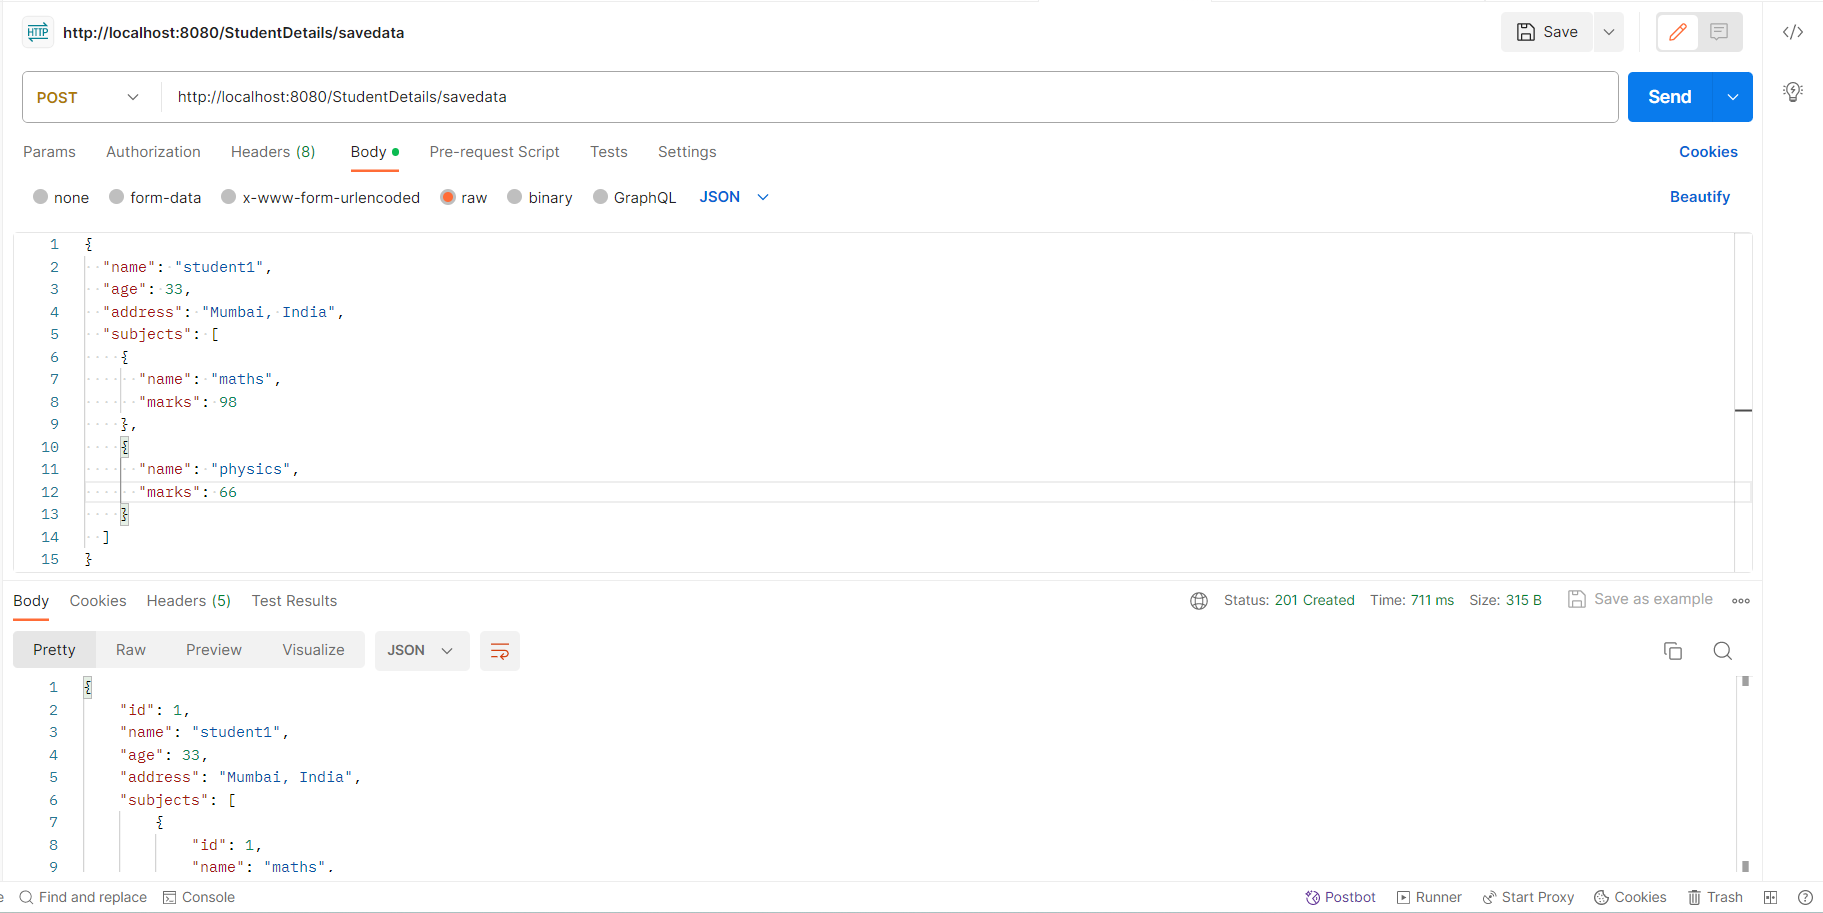 HTTP http://localhost:8080/StudentDetails/savedata Save
POST http://localhost:8080/StudentDetails/savedata Send
Params Authorization Headers (8) Body Pre-request Script Tests Settings Cookies
none form-data x-www-form-urlencoded raw binary GraphQL JSON Beautify
1 {
2 "name": "student1",
3 "age": 33,
4 "address": "Mumbai, India",
5 "subjects": [
6 {
7 "name": "maths",
8 "marks": 98
9 },
10 {
11 "name": "physics",
12 "marks": 66
13 }
14 ]
15 }
Body Cookies Headers (5) Test Results Status: 201 Created Time: 711 ms Size: 315 B Save as example
Pretty Raw Preview Visualize JSON
1 {
2 "id": 1,
3 "name": "student1",
4 "age": 33,
5 "address": "Mumbai, India",
6 "subjects": [
7 {
8 "id": 1,
9 "name": "maths",
Find and replace Console Postbot Runner Start Proxy Cookies Trash